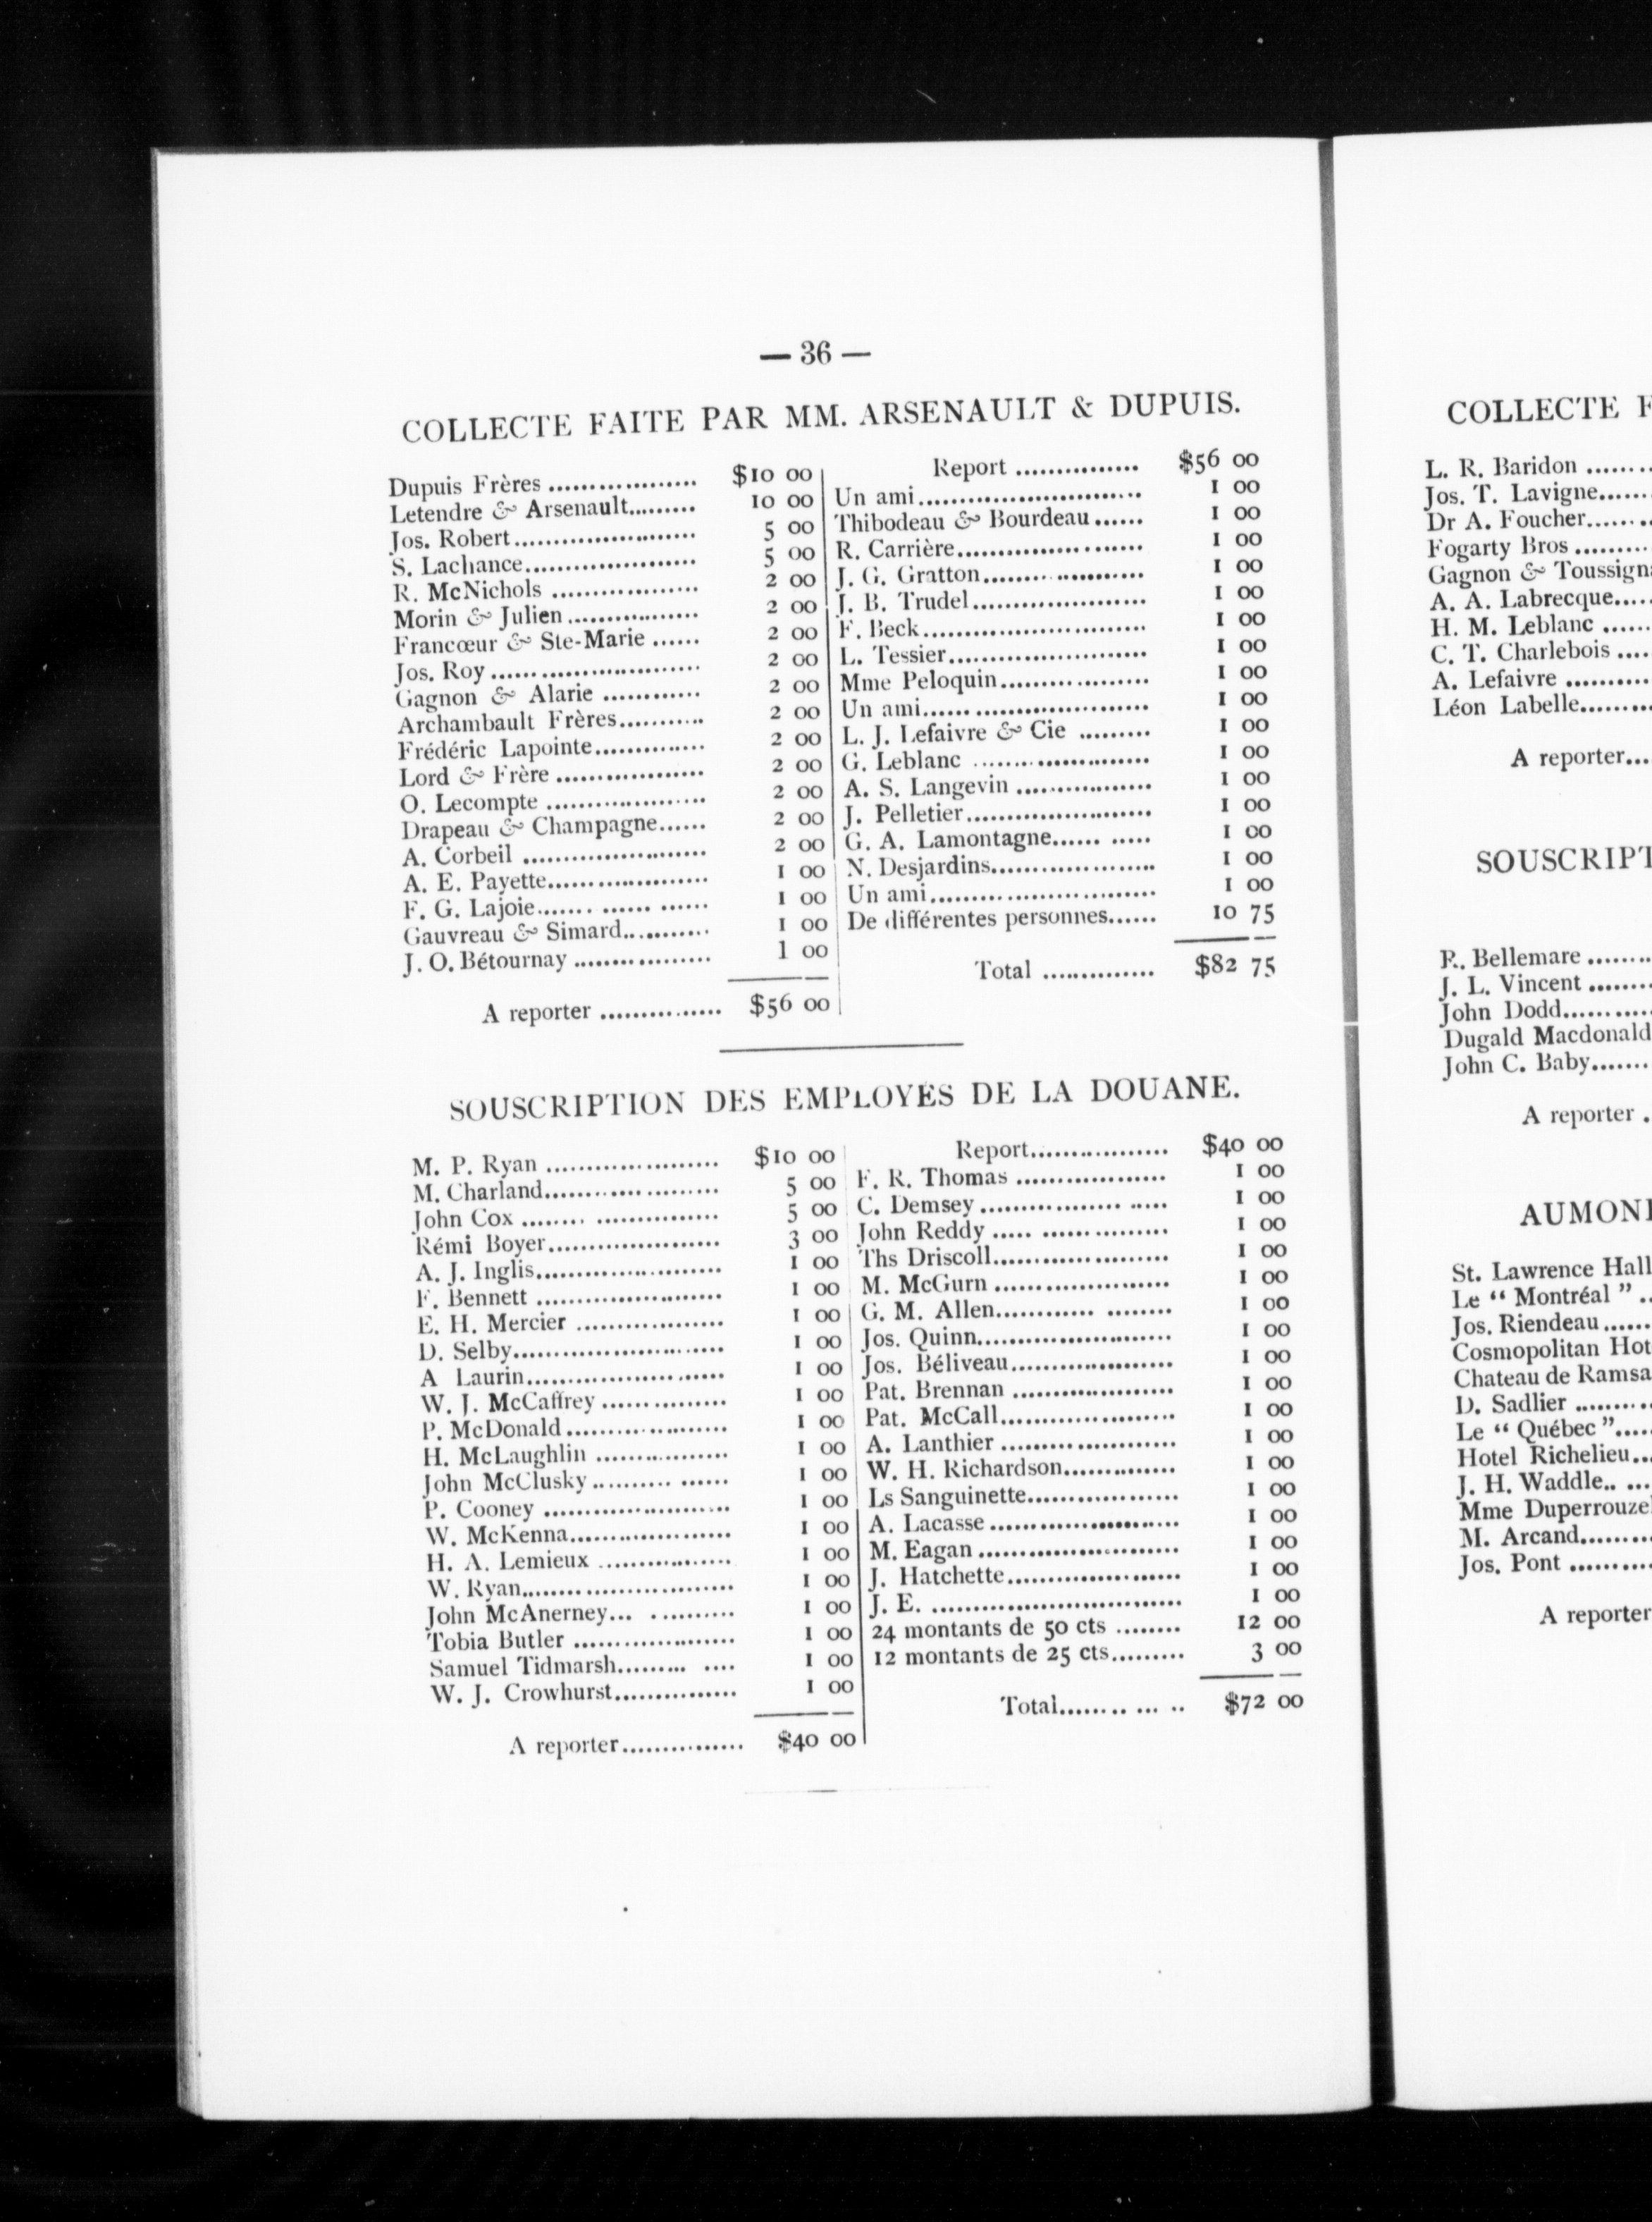 — 36 —
COLLECTE FAITE PAR MM. ARSENAULT & DUPUIS.
Dupuis Frères .................. $10 00
Letendre & Arsenault......... 10 00
Jos. Robert...................... 5 00
S. Lachance..................... 5 00
R. McNichols .................. 2 00
Morin & Julien ................ 2 00
Francœur & Ste-Marie ...... 2 00
Jos. Roy .......................... 2 00
Gagnon & Alarie ............ 2 00
Archambault Frères........... 2 00
Frédéric Lapointe.............. 2 00
Lord & Frère .................. 2 00
O. Lecompte .................... 2 00
Drapeau & Champagne...... 2 00
A. Corbeil ....................... 2 00
A. E. Payette.................... 1 00
F. G. Lajoie....... ...... ...... 1 00
Gauvreau & Simard........... 1 00
J. O. Bétournay ................. 1 00
A reporter ............... $56 00
Report ............... $56 00
Un ami........................... 1 00
Thibodeau & Bourdeau...... 1 00
R. Carrière....................... 1 00
J. G. Gratton.................... 1 00
J. B. Trudel...................... 1 00
F. Beck........................... 1 00
L. Tessier........................ 1 00
Mme Peloquin.................. 1 00
Un ami...... ...................... 1 00
L. J. Lefaivre & Cie ......... 1 00
G. Leblanc ...................... 1 00
A. S. Langevin ................. 1 00
J. Pelletier....................... 1 00
G. A. Lamontagne...... ..... 1 00
N. Desjardins.................... 1 00
Un ami........................... 1 00
De différentes personnes...... 10 75
Total .............. $82 75
SOUSCRIPTION DES EMPLOYÉS DE LA DOUANE.
M. P. Ryan ..................... $10 00
M. Charland..................... 5 00
John Cox ........ ............... 5 00
Rémi Boyer..................... 3 00
A. J. Inglis....................... 1 00
F. Bennett ....................... 1 00
E. H. Mercier .................. 1 00
D. Selby.......................... 1 00
A Laurin........................ 1 00
W. J. McCaffrey ............... 1 00
P. McDonald.................... 1 00
H. McLaughlin ................ 1 00
John McClusky.......... ...... 1 00
P. Cooney ....................... 1 00
W. McKenna.................... 1 00
H. A. Lemieux ................ 1 00
W. Ryan.......................... 1 00
John McAnerney... .......... 1 00
Tobia Butler .................... 1 00
Samuel Tidmarsh......... .... 1 00
W. J. Crowhurst............... 1 00
A reporter............... $40 00
Report................. $40 00
F. R. Thomas .................. 1 00
C. Demsey ................. ..... 1 00
John Reddy ..... ............... 1 00
Ths Driscoll..................... 1 00
M. McGurn ..................... 1 00
G. M. Allen............ ........ 1 00
Jos. Quinn....................... 1 00
Jos. Béliveau.................... 1 00
Pat. Brennan .................... 1 00
Pat. McCall..................... 1 00
A. Lanthier ..................... 1 00
W. H. Richardson.............. 1 00
Ls Sanguinette.................. 1 00
A. Lacasse ....................... 1 00
M. Eagan ........................ 1 00
J. Hatchette..................... 1 00
J. E. .............................. 1 00
24 montants de 50 cts ........ 12 00
12 montants de 25 cts......... 3 00
Total........ ... .. $72 00
COLLECTE F
L. R. Baridon ........
Jos. T. Lavigne......
Dr A. Foucher.......
Fogarty Bros .........
Gagnon & Toussign
A. A. Labrecque....
H. M. Leblanc ......
C. T. Charlebois ....
A. Lefaivre ..........
Léon Labelle.........
A reporter...
SOUSCRIPT
R. Bellemare ........
J. L. Vincent ........
John Dodd...........
Dugald Macdonald
John C. Baby.......
A reporter .
AUMON
St. Lawrence Hall
Le “ Montréal ” ..
Jos. Riendeau......
Cosmopolitan Hot
Chateau de Ramsa
D. Sadlier .........
Le “ Québec ”....
Hotel Richelieu...
J. H. Waddle.. ...
Mme Duperrouze
M. Arcand........
Jos. Pont ..........
A reporter